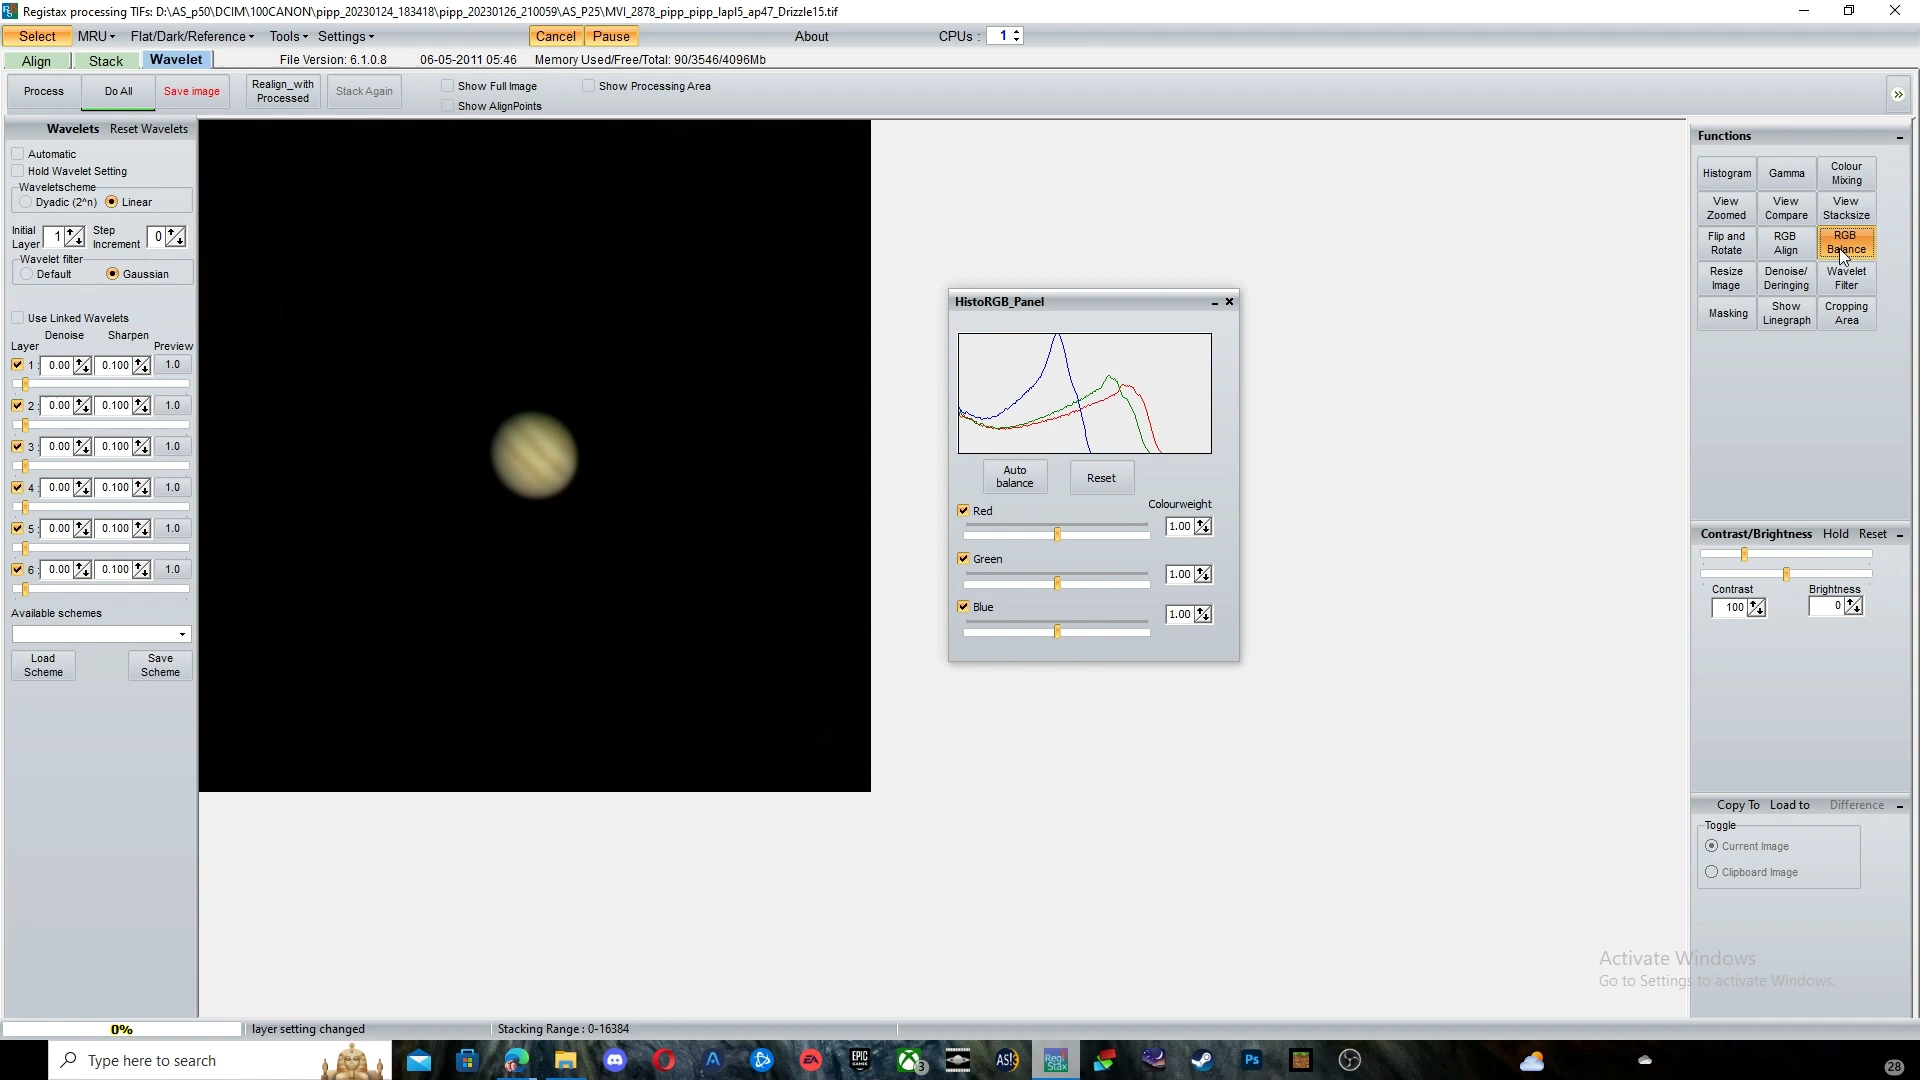 Registax processing TIFs: D:\AS_p50\DCIM\100CANON\pipp_20230124_183418\pipp_20230126_210059\AS_P25\MVI_2878_pipp_pipp_lapl5_ap47_Drizzle15.tif
Select MRU Flat/Dark/Reference Tools Settings Cancel Pause About CPUs : 1
Align Stack Wavelet File Version: 6.1.0.8 06-05-2011 05:46 Memory Used/Free/Total: 90/3546/4096Mb
Process Do All Save image Realign_with Processed Stack Again Show Full Image Show Processing Area
Show AlignPoints
Wavelets Reset Wavelets
Automatic
Hold Wavelet Setting
Waveletscheme
Dyadic (2^n) Linear
Initial Layer 1 Step Increment 0
Wavelet filter
Default Gaussian
Use Linked Wavelets
Denoise Sharpen
Layer Preview
1 : 0.00 0.100 1.0
2 : 0.00 0.100 1.0
3 : 0.00 0.100 1.0
4 : 0.00 0.100 1.0
5 : 0.00 0.100 1.0
6 : 0.00 0.100 1.0
Available schemes
Load Scheme Save Scheme
HistoRGB_Panel
Auto balance Reset
Colourweight
Red 1.00
Green 1.00
Blue 1.00
Functions
Histogram Gamma Colour Mixing
View Zoomed View Compare View Stacksize
Flip and Rotate RGB Align RGB Balance
Resize Image Denoise/ Deringing Wavelet Filter
Masking Show Linegraph Cropping Area
Contrast/Brightness Hold Reset
Contrast Brightness
100 0
Copy To Load to Difference
Toggle
Current Image
Clipboard Image
Activate Windows
Go to Settings to activate Windows.
0% layer setting changed Stacking Range : 0-16384
Type here to search EA EPIC GAMES 3 AS!3 Regi Stax Ps 28